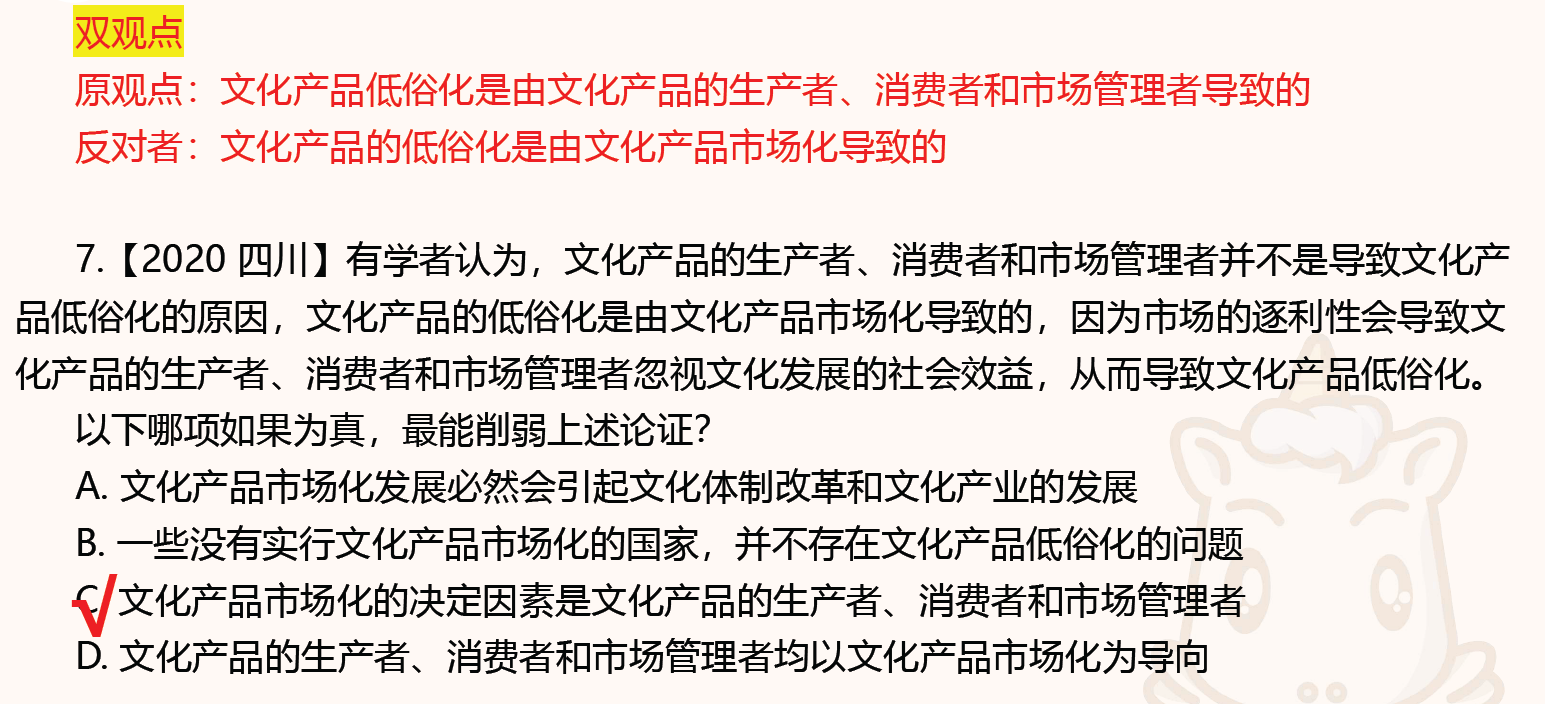 双观点
原观点：文化产品低俗化是由文化产品的生产者、消费者和市场管理者导致的
反对者：文化产品的低俗化是由文化产品市场化导致的
7.【2020 四川】有学者认为，文化产品的生产者、消费者和市场管理者并不是导致文化产
品低俗化的原因，文化产品的低俗化是由文化产品市场化导致的，因为市场的逐利性会导致文
化产品的生产者、消费者和市场管理者忽视文化发展的社会效益，从而导致文化产品低俗化。
以下哪项如果为真，最能削弱上述论证？
A. 文化产品市场化发展必然会引起文化体制改革和文化产业的发展
B. 一些没有实行文化产品市场化的国家，并不存在文化产品低俗化的问题
C √ 文化产品市场化的决定因素是文化产品的生产者、消费者和市场管理者
D. 文化产品的生产者、消费者和市场管理者均以文化产品市场化为导向